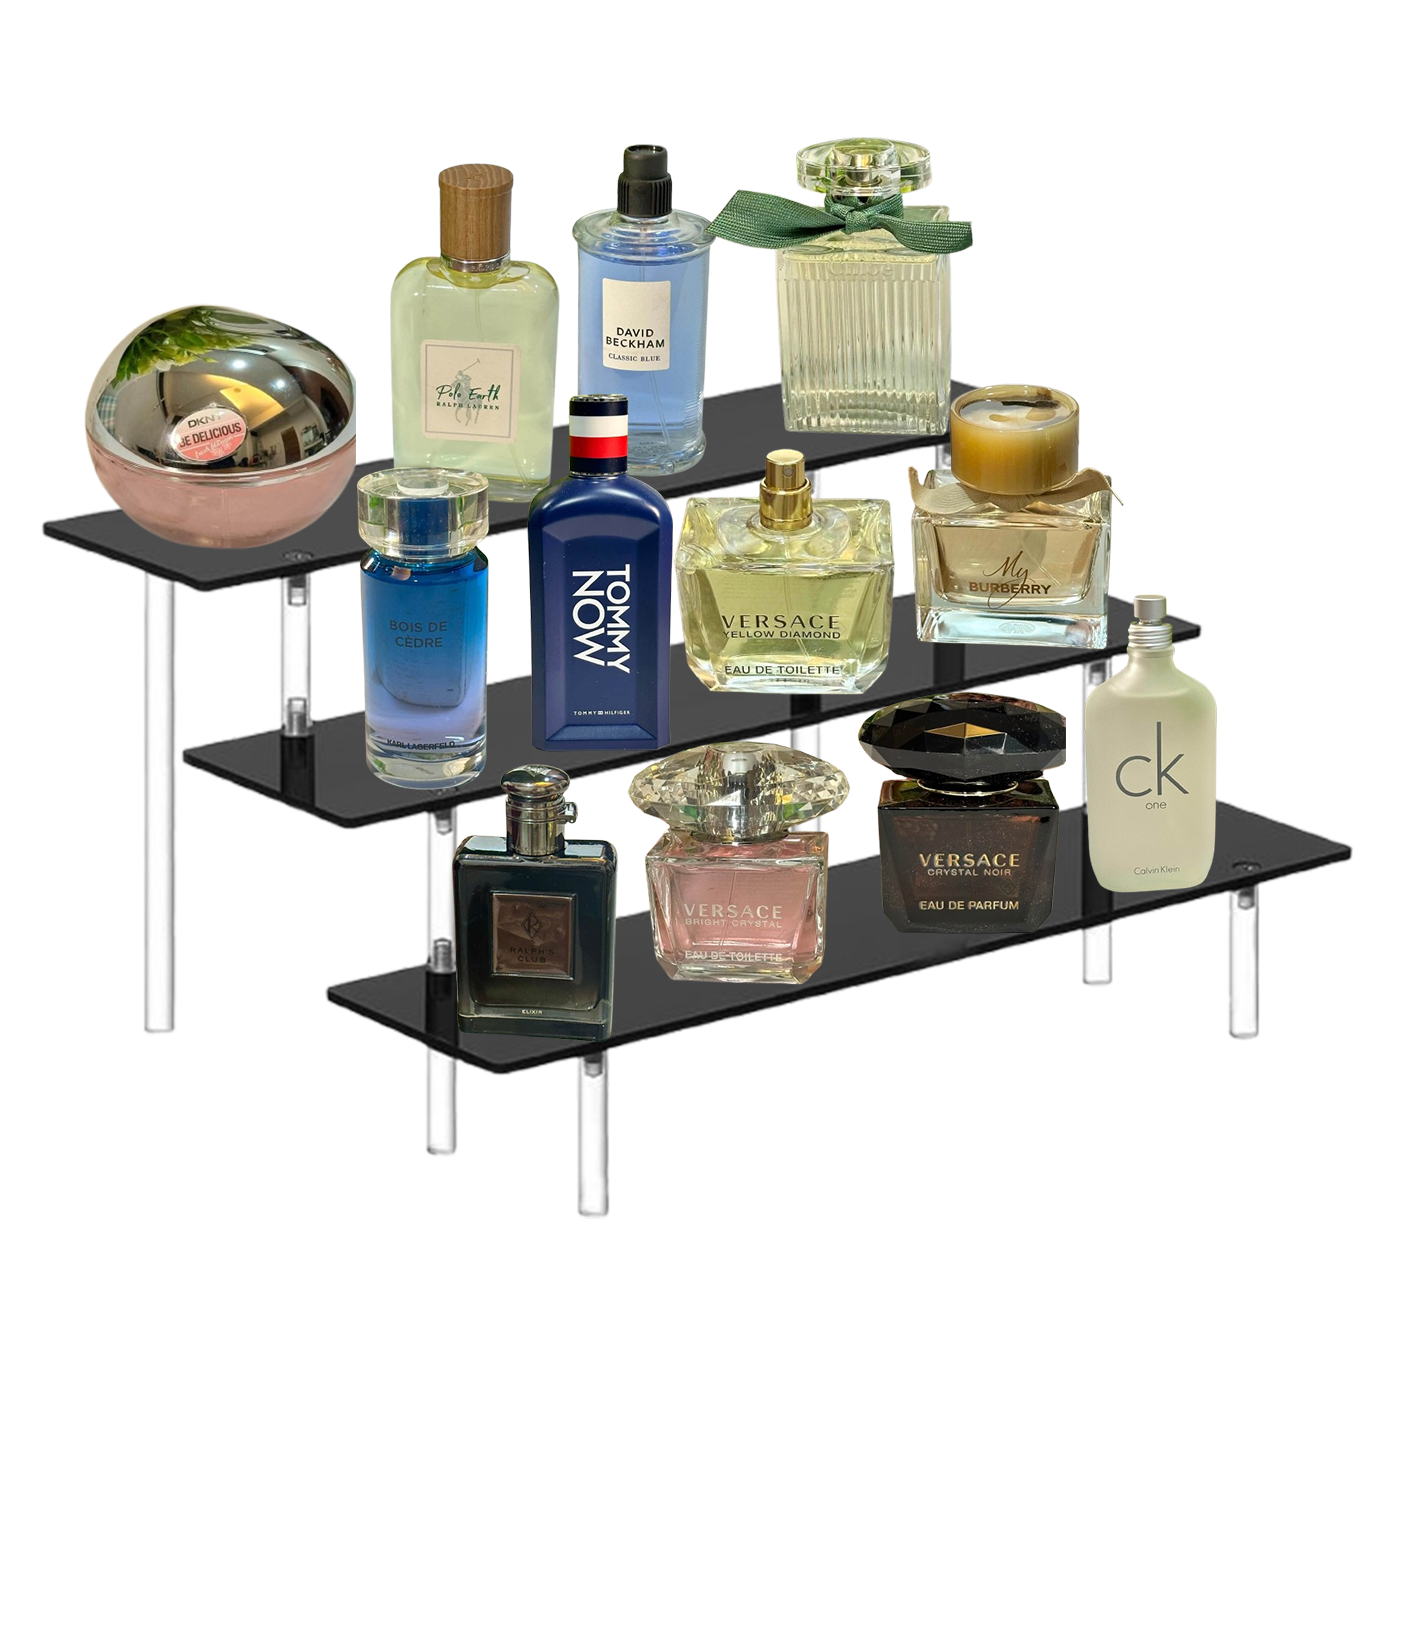 DKNY
BE DELICIOUS
Polo Earth
RALPH LAUREN
DAVID
BECKHAM
CLASSIC BLUE
Chloé
BOIS DE
CÈDRE
KARL LAGERFELD
TOMMY
NOW
TOMMY HILFIGER
VERSACE
YELLOW DIAMOND
EAU DE TOILETTE
My
BURBERRY
RALPH'S
CLUB
ELIXIR
VERSACE
BRIGHT CRYSTAL
EAU DE TOILETTE
VERSACE
CRYSTAL NOIR
EAU DE PARFUM
ck
one
Calvin Klein